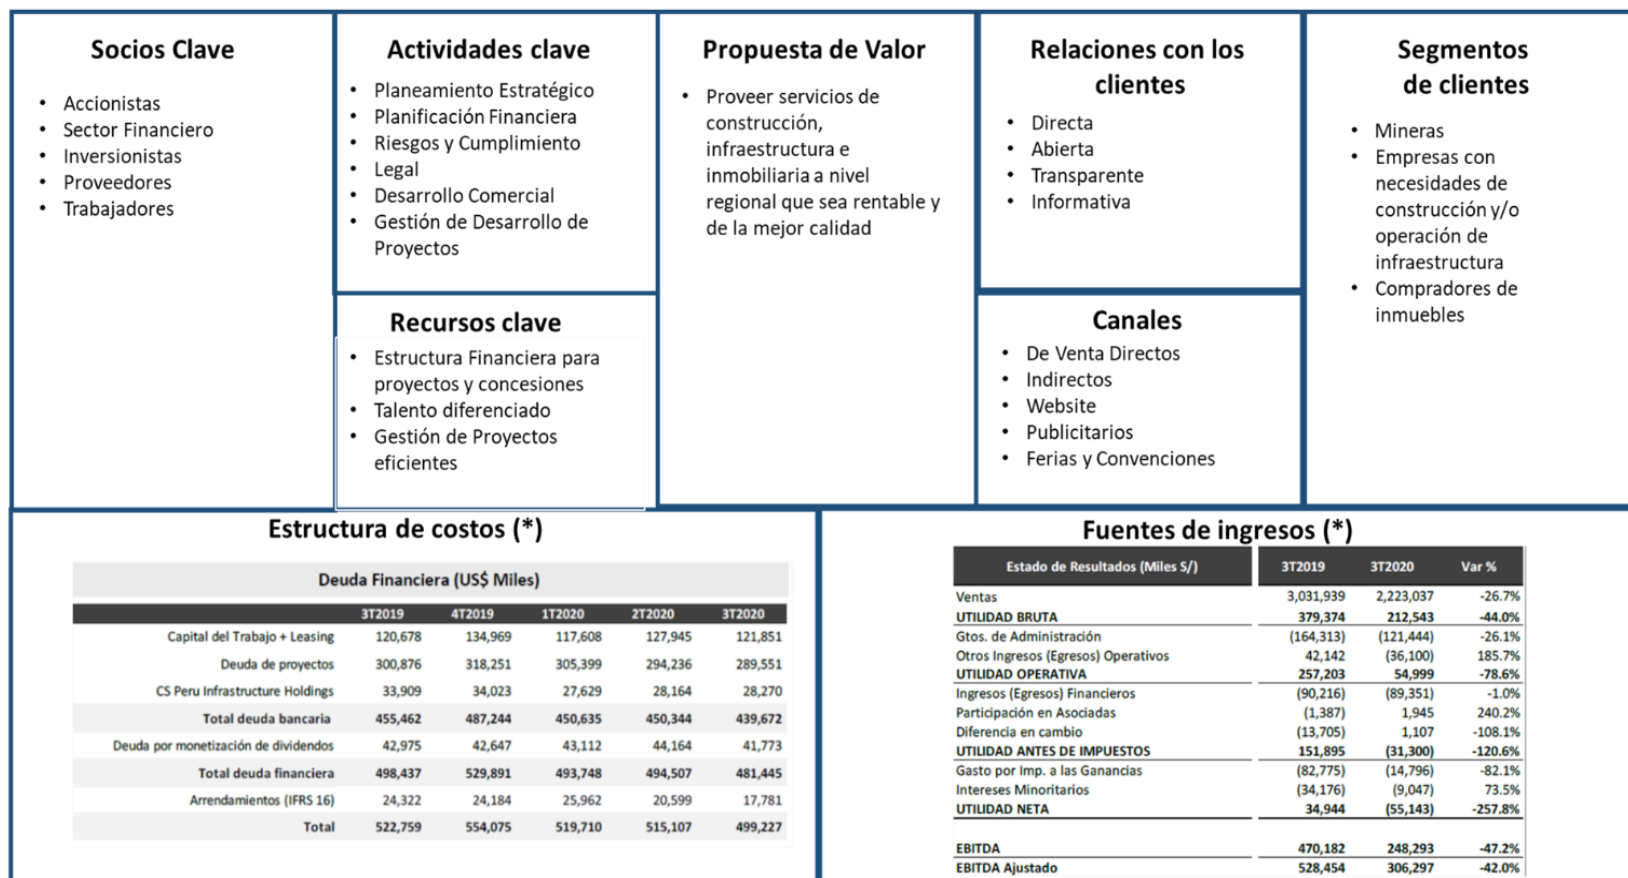 Socios Clave
• Accionistas
• Sector Financiero
• Inversionistas
• Proveedores
• Trabajadores
Actividades clave
• Planeamiento Estratégico
• Planificación Financiera
• Riesgos y Cumplimiento
• Legal
• Desarrollo Comercial
• Gestión de Desarrollo de
Proyectos
Recursos clave
• Estructura Financiera para
proyectos y concesiones
• Talento diferenciado
• Gestión de Proyectos
eficientes
Propuesta de Valor
• Proveer servicios de
construcción,
infraestructura e
inmobiliaria a nivel
regional que sea rentable y
de la mejor calidad
Relaciones con los
clientes
• Directa
• Abierta
• Transparente
• Informativa
Canales
• De Venta Directos
• Indirectos
• Website
• Publicitarios
• Ferias y Convenciones
Segmentos
de clientes
• Mineras
• Empresas con
necesidades de
construcción y/o
operación de
infraestructura
• Compradores de
inmuebles
Estructura de costos (*)
Deuda Financiera (US$ Miles)
3T2019 4T2019 1T2020 2T2020 3T2020
Capital del Trabajo + Leasing 120,678 134,969 117,608 127,945 121,851
Deuda de proyectos 300,876 318,251 305,399 294,236 289,551
CS Peru Infrastructure Holdings 33,909 34,023 27,629 28,164 28,270
Total deuda bancaria 455,462 487,244 450,635 450,344 439,672
Deuda por monetización de dividendos 42,975 42,647 43,112 44,164 41,773
Total deuda financiera 498,437 529,891 493,748 494,507 481,445
Arrendamientos (IFRS 16) 24,322 24,184 25,962 20,599 17,781
Total 522,759 554,075 519,710 515,107 499,227
Fuentes de ingresos (*)
Estado de Resultados (Miles S/) 3T2019 3T2020 Var %
Ventas 3,031,939 2,223,037 -26.7%
UTILIDAD BRUTA 379,374 212,543 -44.0%
Gtos. de Administración (164,313) (121,444) -26.1%
Otros Ingresos (Egresos) Operativos 42,142 (36,100) 185.7%
UTILIDAD OPERATIVA 257,203 54,999 -78.6%
Ingresos (Egresos) Financieros (90,216) (89,351) -1.0%
Participación en Asociadas (1,387) 1,945 240.2%
Diferencia en cambio (13,705) 1,107 -108.1%
UTILIDAD ANTES DE IMPUESTOS 151,895 (31,300) -120.6%
Gasto por Imp. a las Ganancias (82,775) (14,796) -82.1%
Intereses Minoritarios (34,176) (9,047) 73.5%
UTILIDAD NETA 34,944 (55,143) -257.8%
EBITDA 470,182 248,293 -47.2%
EBITDA Ajustado 528,454 306,297 -42.0%